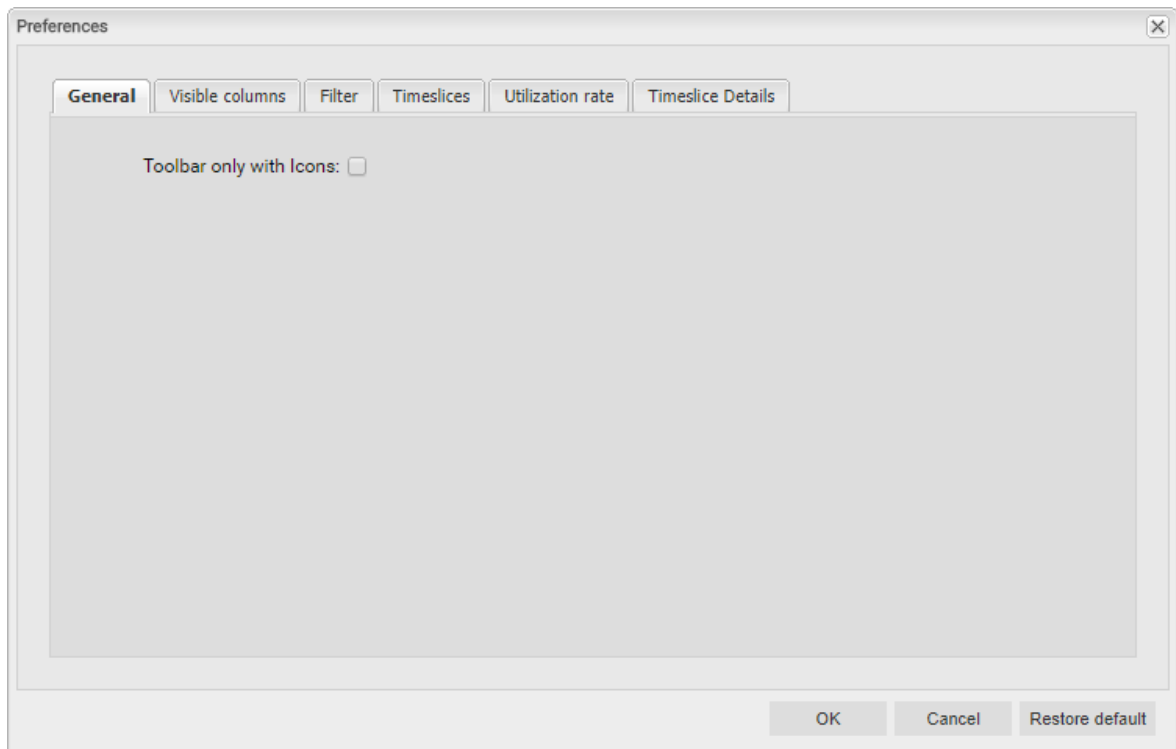 Preferences
General Visible columns Filter Timeslices Utilization rate Timeslice Details
Toolbar only with Icons:
OK Cancel Restore default